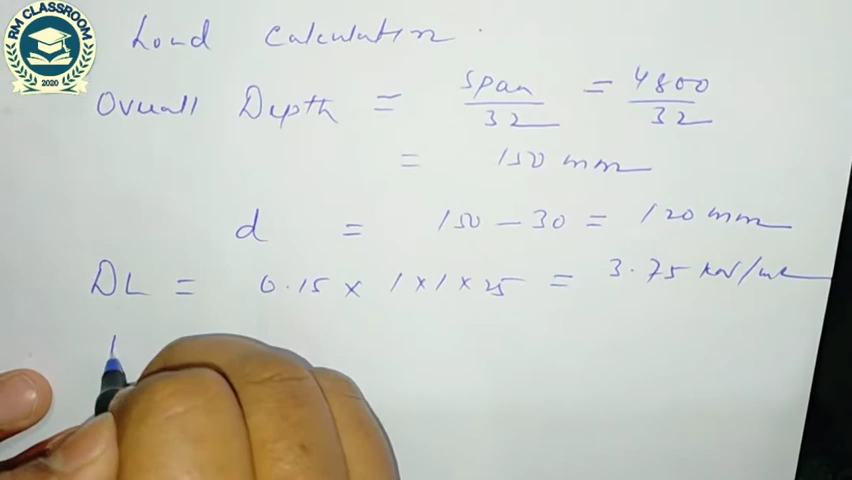 RM CLASSROOM
2020
Load Calculation
Overall Depth = span/32 = 4800/32
= 150 mm
d = 150 - 30 = 120 mm
DL = 0.15 x 1 x 1 x 25 = 3.75 kN/m2